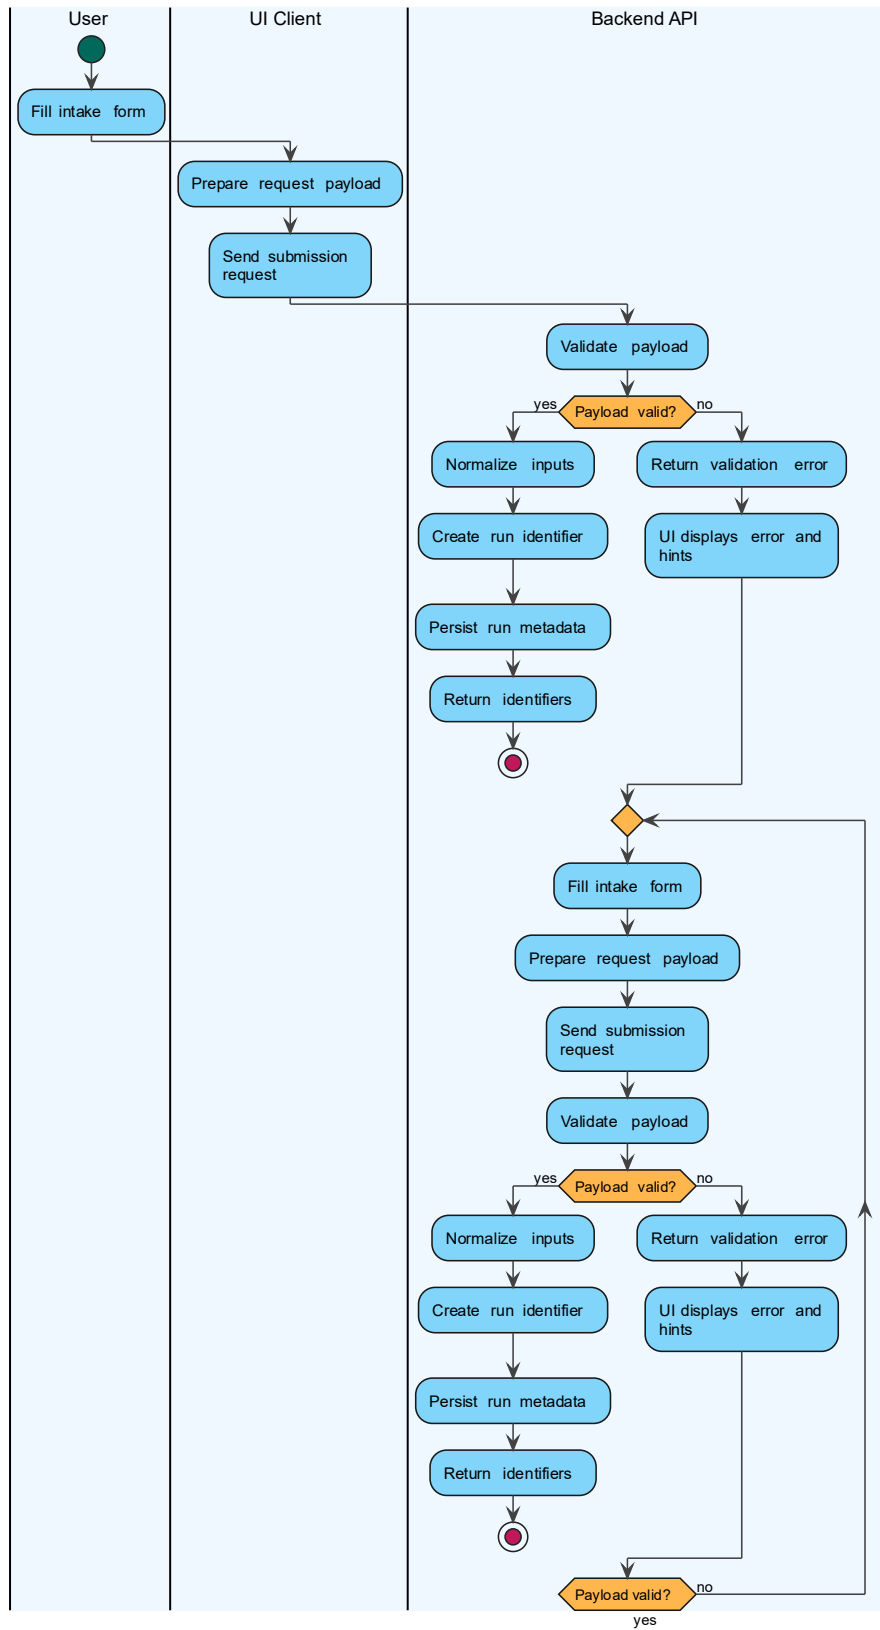 User
UI Client
Backend API
Fill intake form
Prepare request payload
Send submission
request
Validate payload
Payload valid?
yes
no
Normalize inputs
Return validation error
Create run identifier
UI displays error and
hints
Persist run metadata
Return identifiers
Fill intake form
Prepare request payload
Send submission
request
Validate payload
Payload valid?
yes
no
Normalize inputs
Return validation error
Create run identifier
UI displays error and
hints
Persist run metadata
Return identifiers
Payload valid?
no
yes